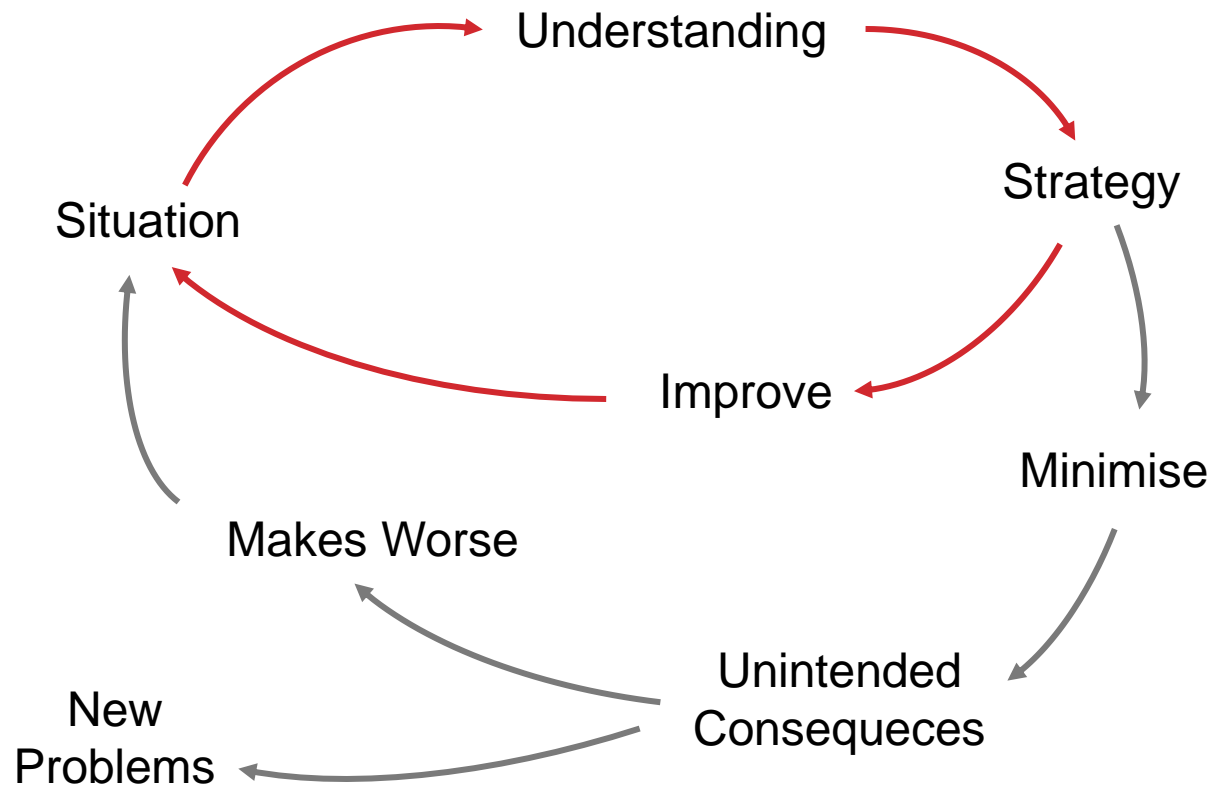 Understanding
Strategy
Situation
Improve
Minimise
Makes Worse
Unintended
Consequeces
New
Problems